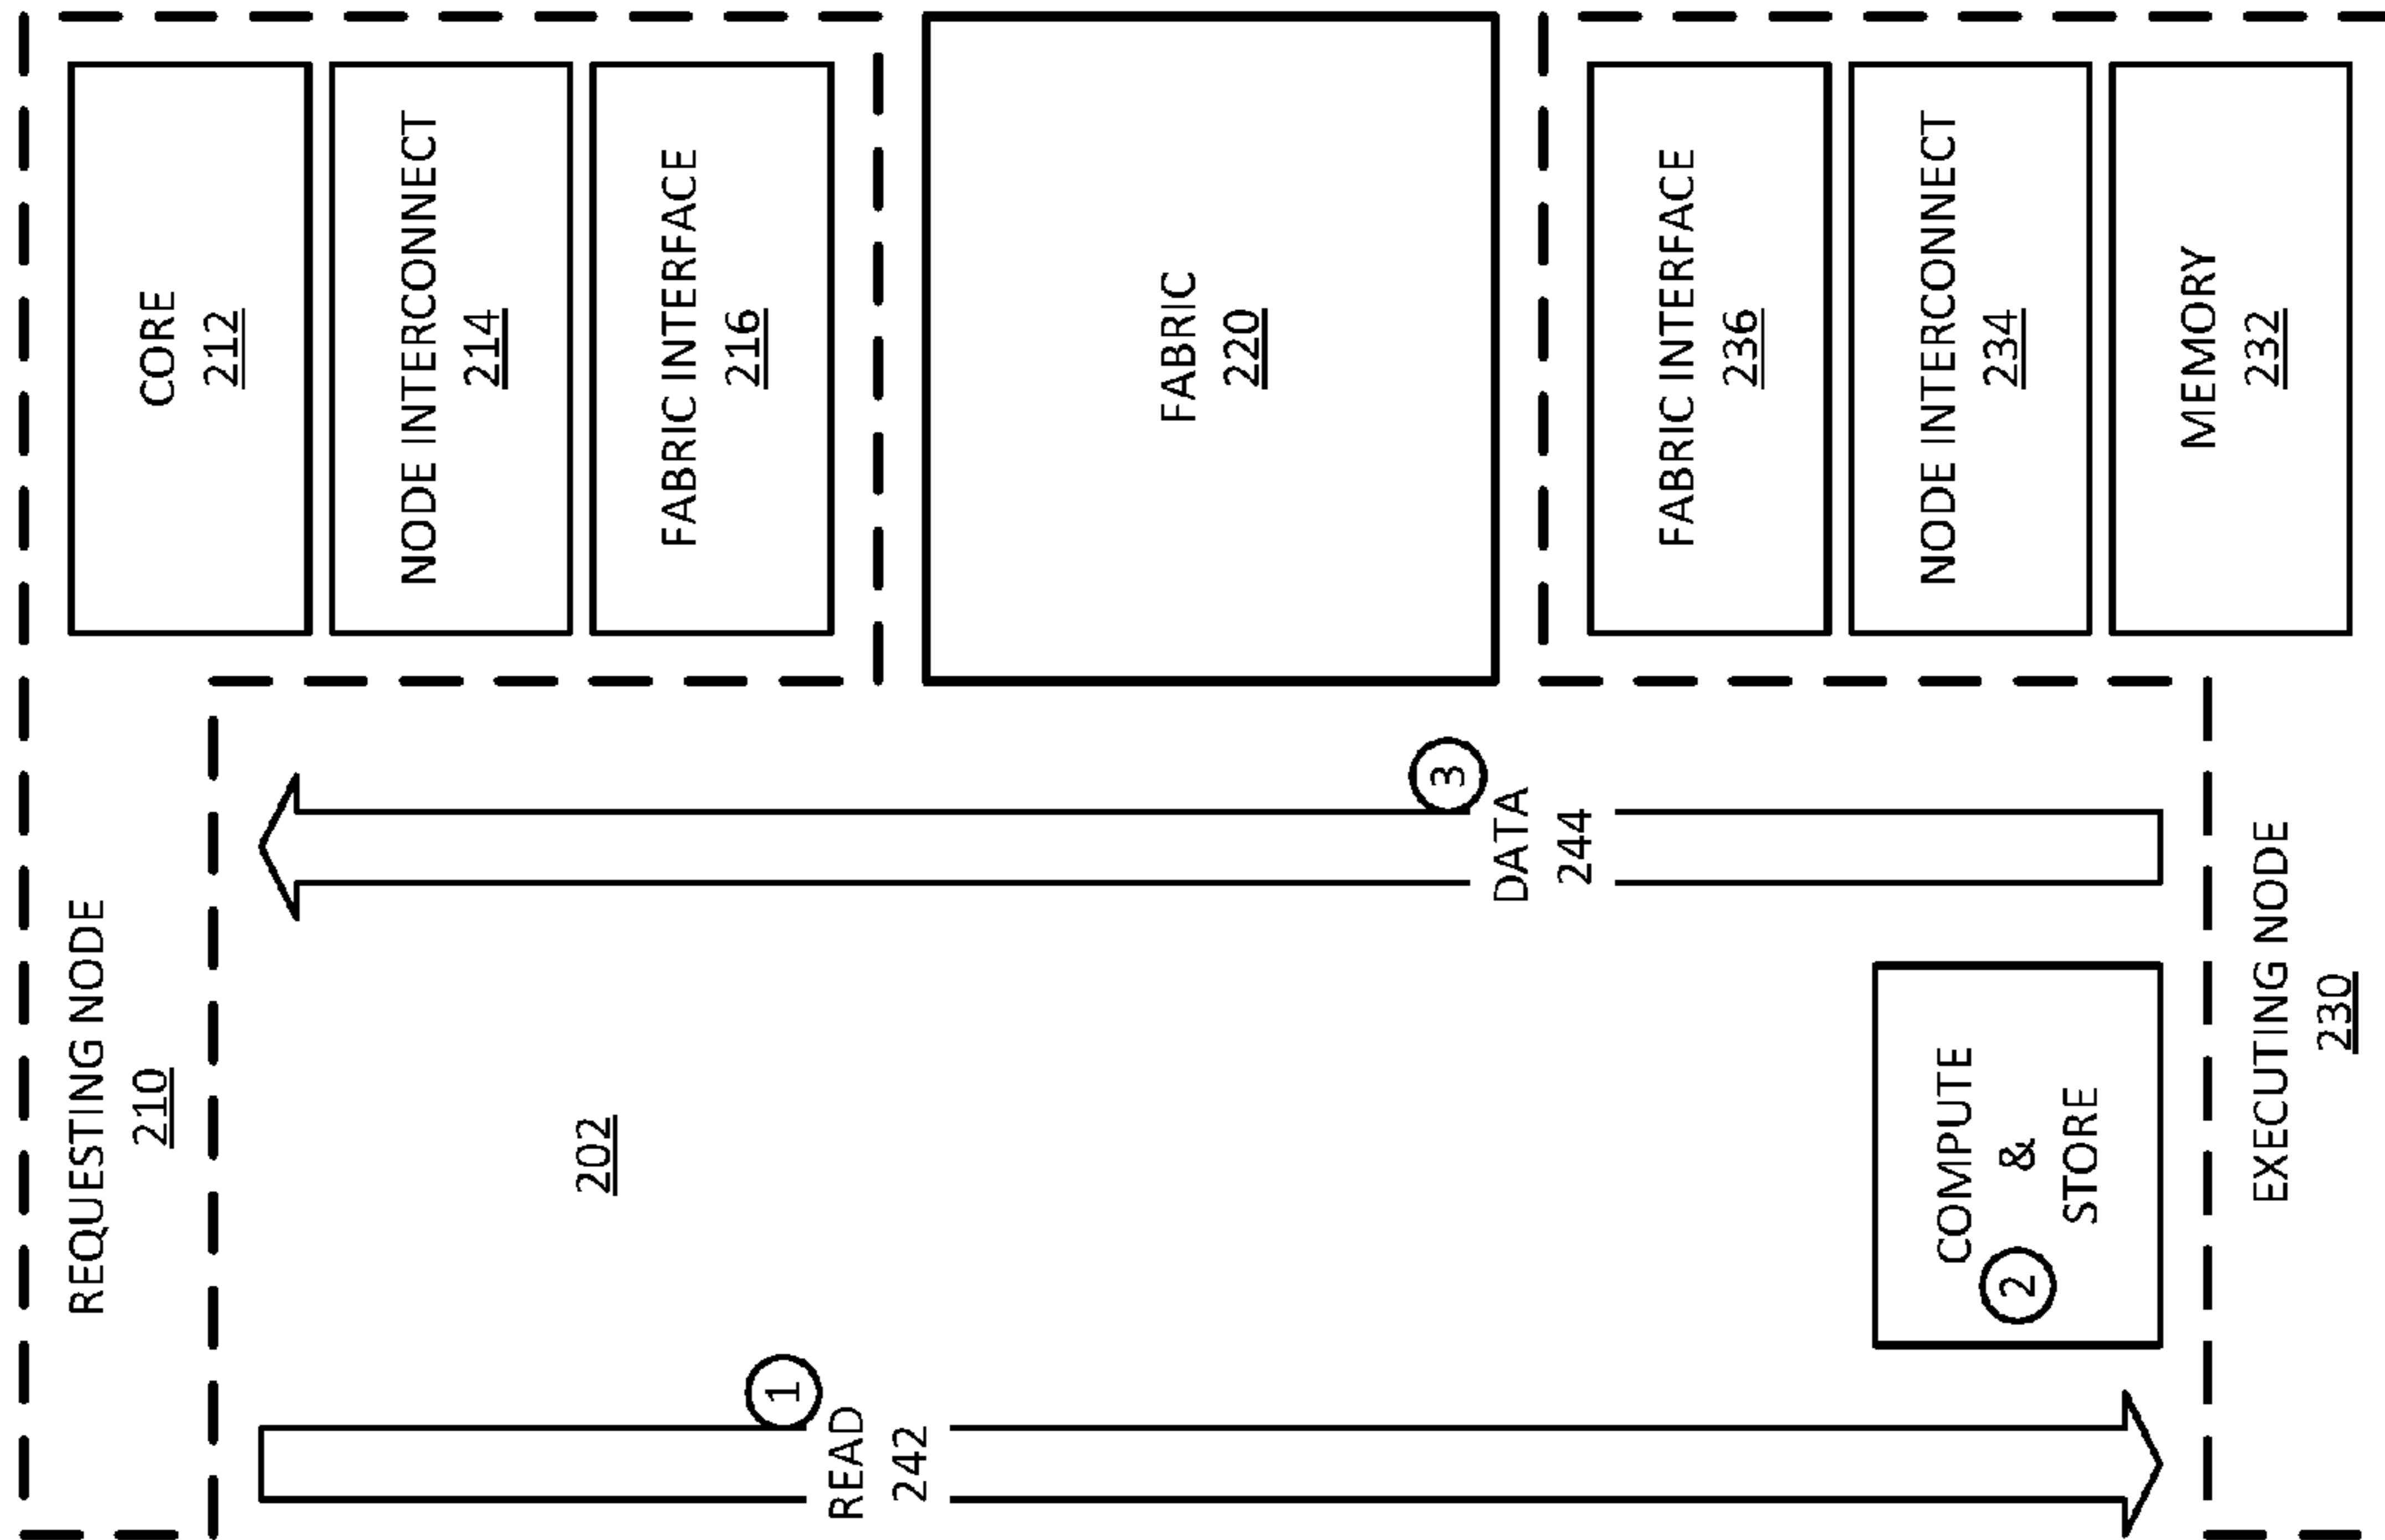 REQUESTING NODE
210
CORE
212
NODE INTERCONNECT
214
FABRIC INTERFACE
216
FABRIC
220
FABRIC INTERFACE
236
NODE INTERCONNECT
234
MEMORY
232
202
1
READ
242
2
COMPUTE
&
STORE
3
DATA
244
EXECUTING NODE
230